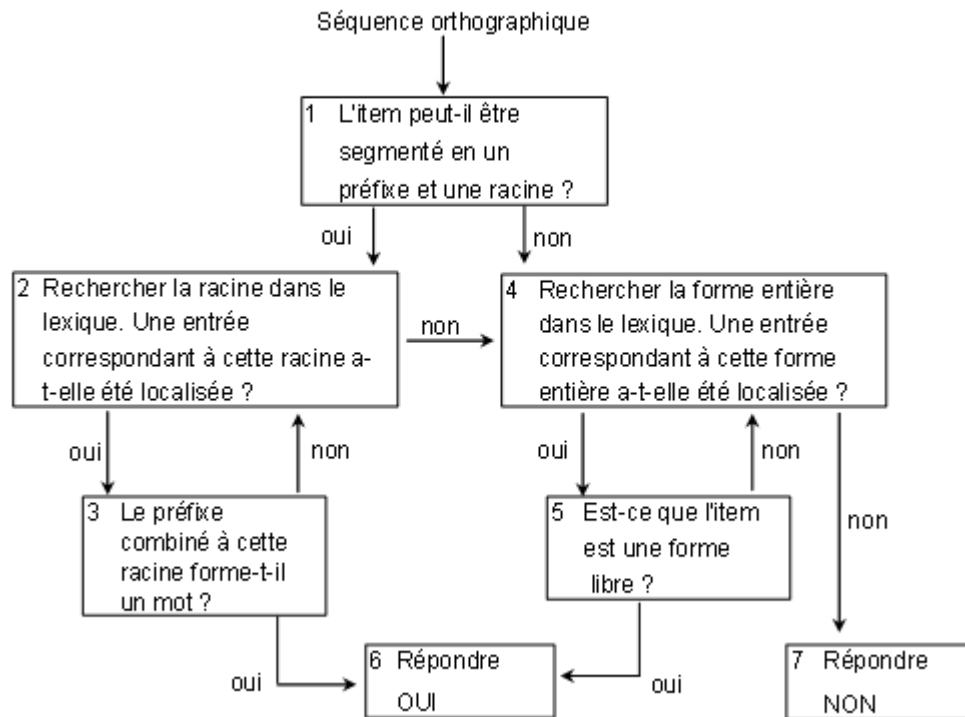 Séquence orthographique
1 L'item peut-il être
segmenté en un
préfixe et une racine ?
oui
non
2 Rechercher la racine dans le
lexique. Une entrée
correspondant à cette racine a-
t-elle été localisée ?
non
4 Rechercher la forme entière
dans le lexique. Une entrée
correspondant à cette forme
entière a-t-elle été localisée ?
oui
non
oui
non
non
3 Le préfixe
combiné à cette
racine forme-t-il
un mot ?
5 Est-ce que l'item
est une forme
libre ?
oui
6 Répondre
OUI
oui
7 Répondre
NON